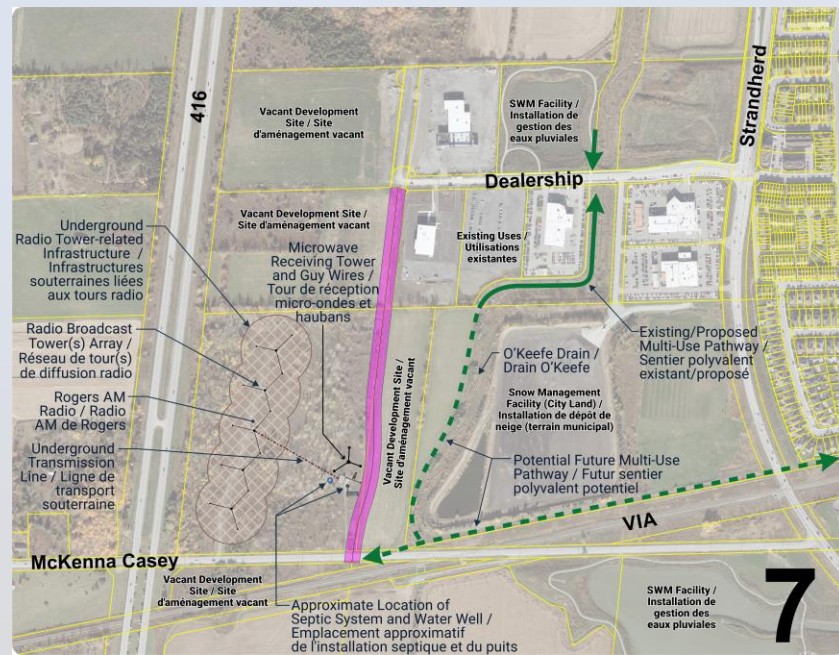 416
Vacant Development
Site / Site
d'aménagement vacant
SWM Facility /
Installation de
gestion des
eaux pluviales
Strandherd
Dealership
Vacant Development Site /
Site d'aménagement vacant
Underground
Radio Tower-related
Infrastructure /
Infrastructures
souterraines liées
aux tours radio
Microwave
Receiving Tower
and Guy Wires /
Tour de réception
micro-ondes et
haubans
Existing Uses /
Utilisations
existantes
Radio Broadcast
Tower(s) Array /
Réseau de tour(s)
de diffusion radio
Existing/Proposed
Multi-Use Pathway /
Sentier polyvalent
existant/proposé
O'Keefe Drain /
Drain O'Keefe
Rogers AM
Radio / Radio
AM de Rogers
Vacant Development Site /
Site d'aménagement vacant
Snow Management
Facility (City Land) /
Installation de dépôt de
neige (terrain municipal)
Underground
Transmission
Line / Ligne de
transport
souterraine
Potential Future Multi-Use
Pathway / Futur sentier
polyvalent potentiel
VIA
McKenna Casey
Vacant Development
Site / Site
d'aménagement vacant
Approximate Location of
Septic System and Water Well /
Emplacement approximatif
de l'installation septique et du puits
SWM Facility /
Installation de
gestion des
eaux pluviales
7